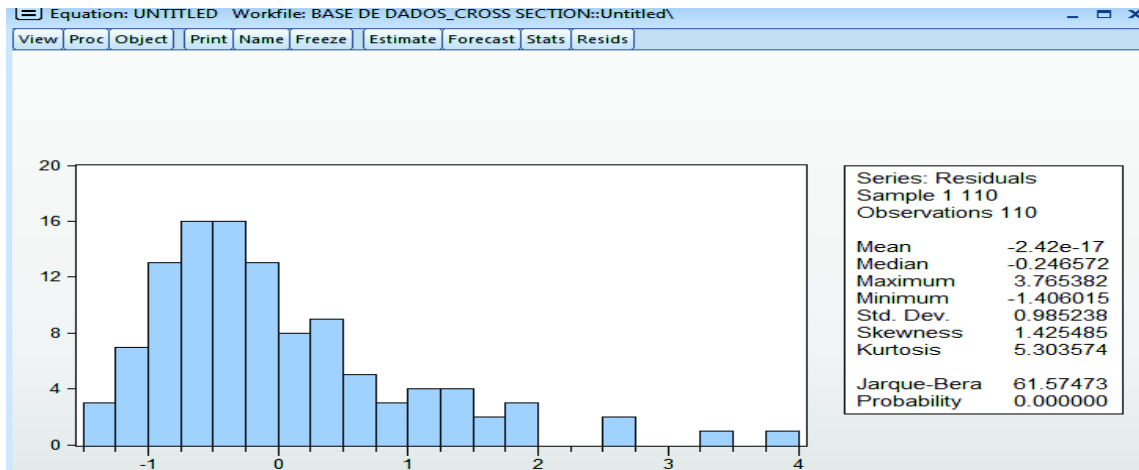 Equation: UNTITLED Workfile: BASE DE DADOS_CROSS SECTION::Untitled\
View Proc Object Print Name Freeze Estimate Forecast Stats Resids
20
16
12
8
4
0
-1 0 1 2 3 4
Series: Residuals
Sample 1 110
Observations 110
Mean -2.42e-17
Median -0.246572
Maximum 3.765382
Minimum -1.406015
Std. Dev. 0.985238
Skewness 1.425485
Kurtosis 5.303574
Jarque-Bera 61.57473
Probability 0.000000